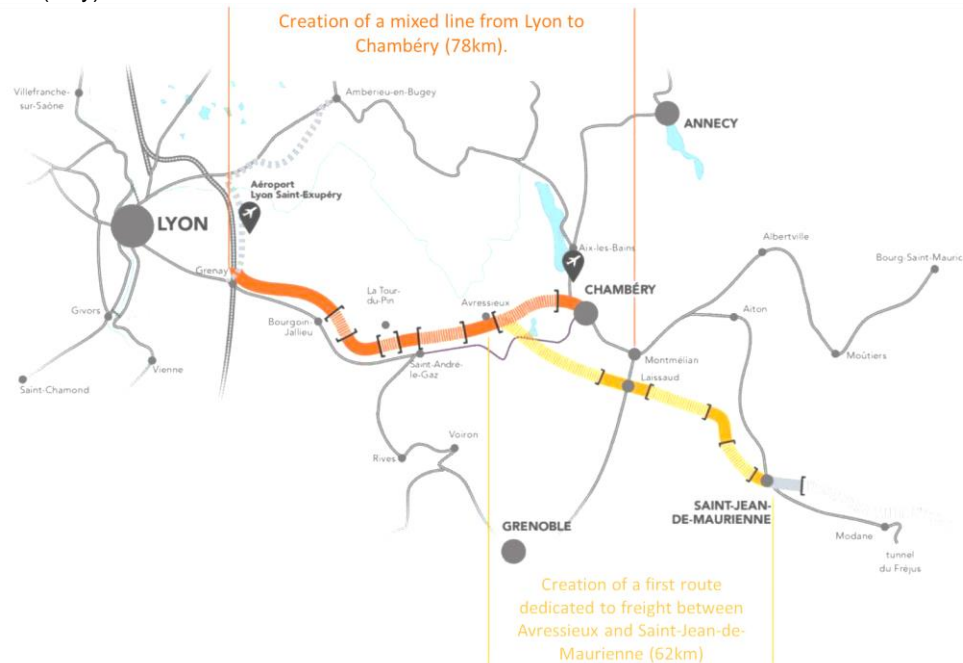 Creation of a mixed line from Lyon to
Chambéry (78km).
Villefranche-
sur-Saône
Amberieu-en-Bugey
ANNECY
Aéroport
Lyon Saint-Exupéry
LYON
Aix-les-Bains
Albertville
Bourg-Saint-Mauric
Grenay
La Tour-
du-Pin
Avressieux
CHAMBÉRY
Aiton
Givors
Bourgoin-
Jallieu
Montmélian
Moûtiers
Vienne
Saint-André-
le-Gaz
Laissaud
Saint-Chamond
Voiron
Rives
SAINT-JEAN-
DE-MAURIENNE
GRENOBLE
Modane
tunnel
du Fréjus
Creation of a first route
dedicated to freight between
Avressieux and Saint-Jean-de-
Maurienne (62km)